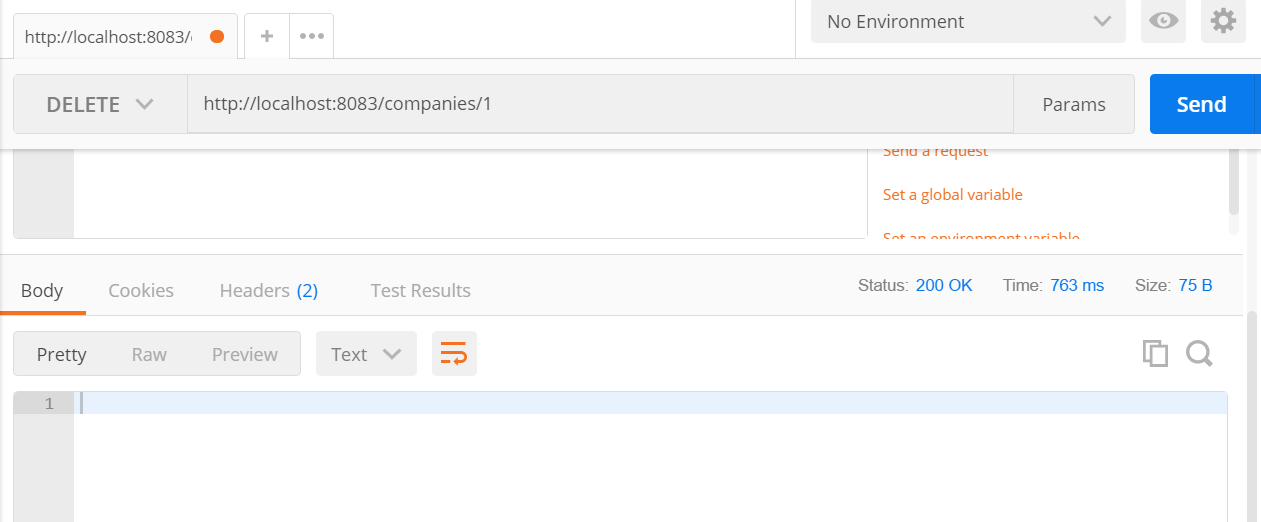 http://localhost:8083/
No Environment
DELETE
http://localhost:8083/companies/1
Params
Send
Send a request
Set a global variable
Set an environment variable
Body
Cookies
Headers (2)
Test Results
Status: 200 OK
Time: 763 ms
Size: 75 B
Pretty
Raw
Preview
Text
1